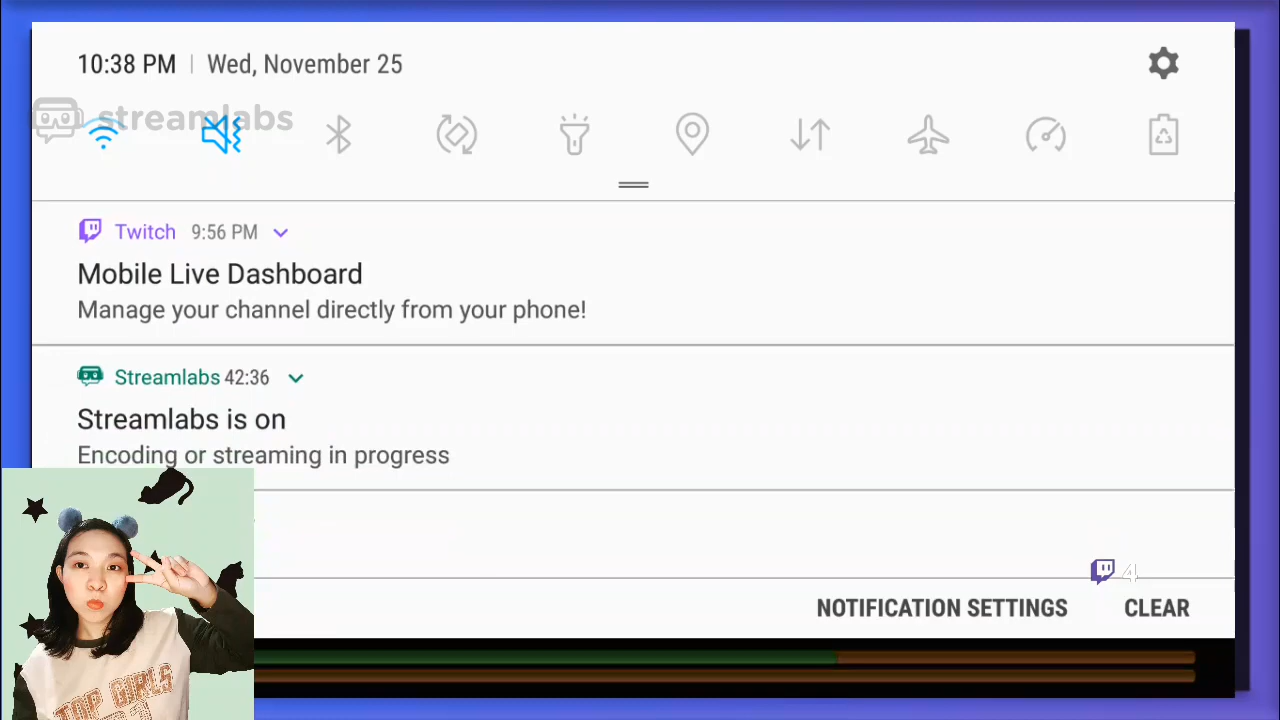 10:38 PM | Wed, November 25
streamlabs
Twitch 9:56 PM
Mobile Live Dashboard
Manage your channel directly from your phone!
Streamlabs 42:36
Streamlabs is on
Encoding or streaming in progress
4
NOTIFICATION SETTINGS CLEAR
TOP GIRLS